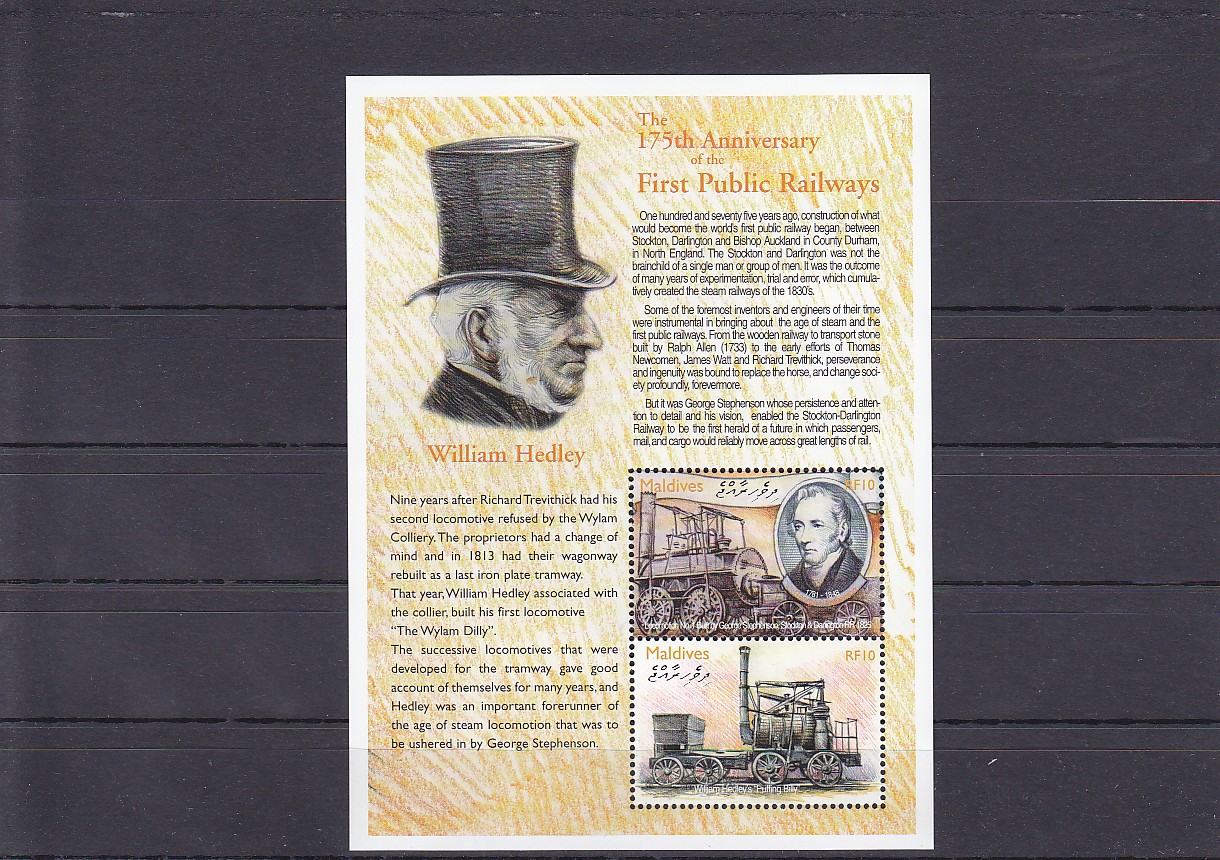 The
175th Anniversary
of the
First Public Railways
One hundred and seventy five years ago, construction of what
would become the world's first public railway began, between
Stockton, Darlington and Bishop Auckland in County Durham,
in North England. The Stockton and Darlington was not the
brainchild of a single man or group of men. It was the outcome
of many years of experimentation, trial and error, which cumula-
tively created the steam railways of the 1830's.
Some of the foremost inventors and engineers of their time
were instrumental in bringing about the age of steam and the
first public railways. From the wooden railway to transport stone
built by Ralph Allen (1733) to the early efforts of Thomas
Newcomen, James Watt and Richard Trevithick, perseverance
and ingenuity was bound to replace the horse, and change soci-
ety profoundly, forevermore.
But it was George Stephenson whose persistence and atten-
tion to detail and his vision, enabled the Stockton-Darlington
Railway to be the first herald of a future in which passengers,
mail, and cargo would reliably move across great lengths of rail.
William Hedley
Nine years after Richard Trevithick had his
second locomotive refused by the Wylam
Colliery. The proprietors had a change of
mind and in 1813 had their wagonway
rebuilt as a last iron plate tramway.
That year, William Hedley associated with
the collier, built his first locomotive
“The Wylam Dilly”.
The successive locomotives that were
developed for the tramway gave good
account of themselves for many years, and
Hedley was an important forerunner of
the age of steam locomotion that was to
be ushered in by George Stephenson.
Maldives ދިވެހިރާއްޖެ RF10
1781 - 1848
Locomotion No. 1 Built by George Stephenson, Stockton & Darlington RR 1825
Maldives RF10
ދިވެހިރާއްޖެ
William Hedley's "Puffing Billy"